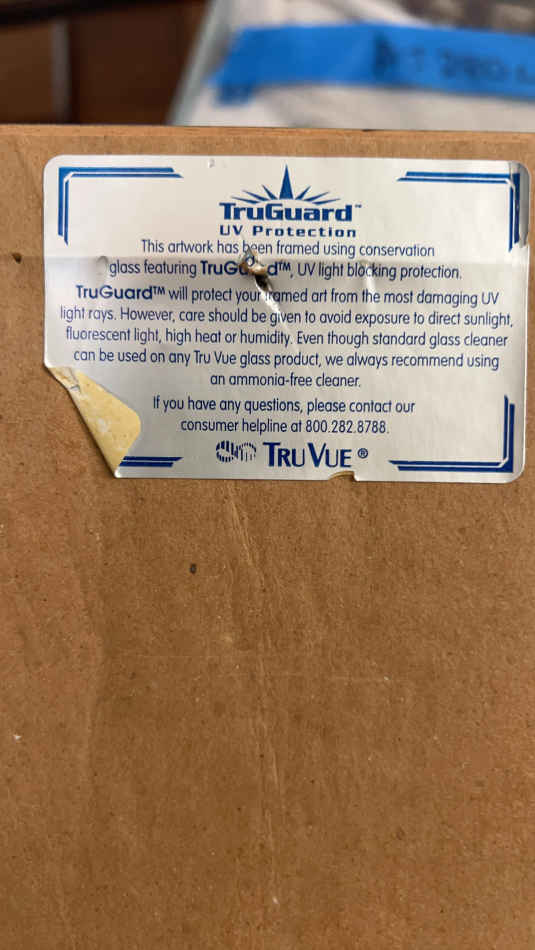 TruGuard™
UV Protection
This artwork has been framed using conservation
glass featuring TruGu d™, UV light blocking protection.
TruGuard™ will protect your framed art from the most damaging UV
light rays. However, care should be given to avoid exposure to direct sunlight,
fluorescent light, high heat or humidity. Even though standard glass cleaner
can be used on any Tru Vue glass product, we always recommend using
an ammonia-free cleaner.
If you have any questions, please contact our
consumer helpline at 800.282.8788.
TRU VUE ®